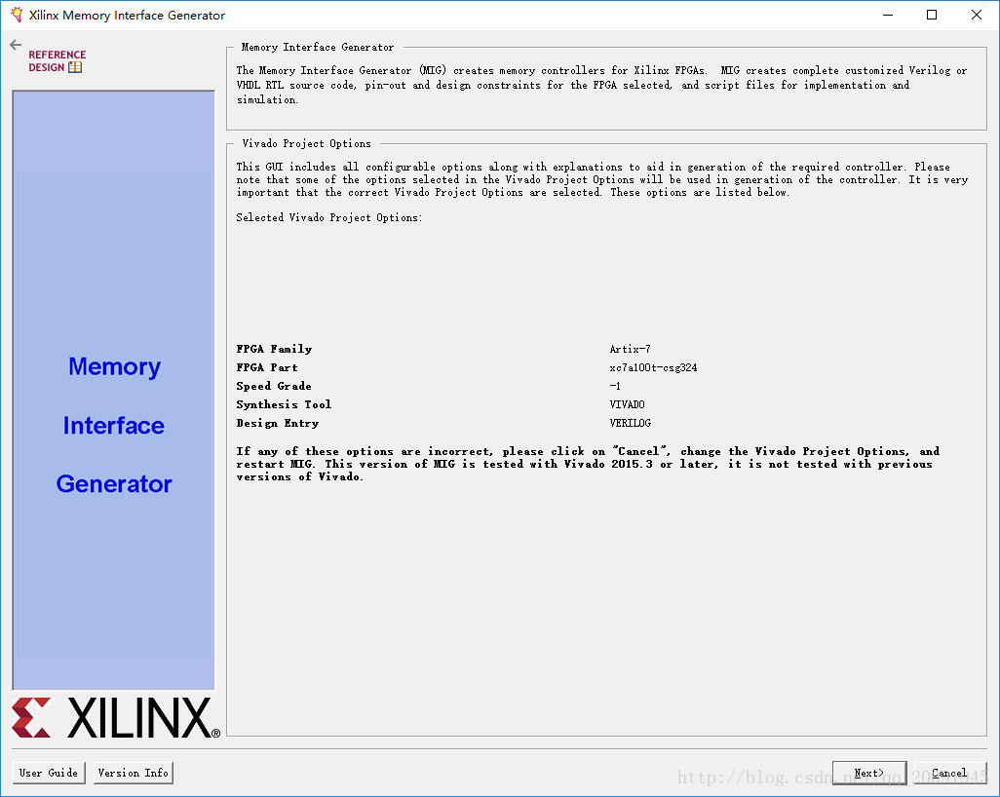 Xilinx Memory Interface Generator
REFERENCE
DESIGN
Memory
Interface
Generator
XILINX®
Memory Interface Generator
The Memory Interface Generator (MIG) creates memory controllers for Xilinx FPGAs.  MIG creates complete customized Verilog or
VHDL RTL source code, pin-out and design constraints for the FPGA selected, and script files for implementation and
simulation.
Vivado Project Options
This GUI includes all configurable options along with explanations to aid in generation of the required controller. Please
note that some of the options selected in the Vivado Project Options will be used in generation of the controller. It is very
important that the correct Vivado Project Options are selected. These options are listed below.
Selected Vivado Project Options:
FPGA Family Artix-7
FPGA Part xc7a100t-csg324
Speed Grade -1
Synthesis Tool VIVADO
Design Entry VERILOG
If any of these options are incorrect, please click on "Cancel", change the Vivado Project Options, and
restart MIG. This version of MIG is tested with Vivado 2015.3 or later, it is not tested with previous
versions of Vivado.
User Guide Version Info Next> Cancel